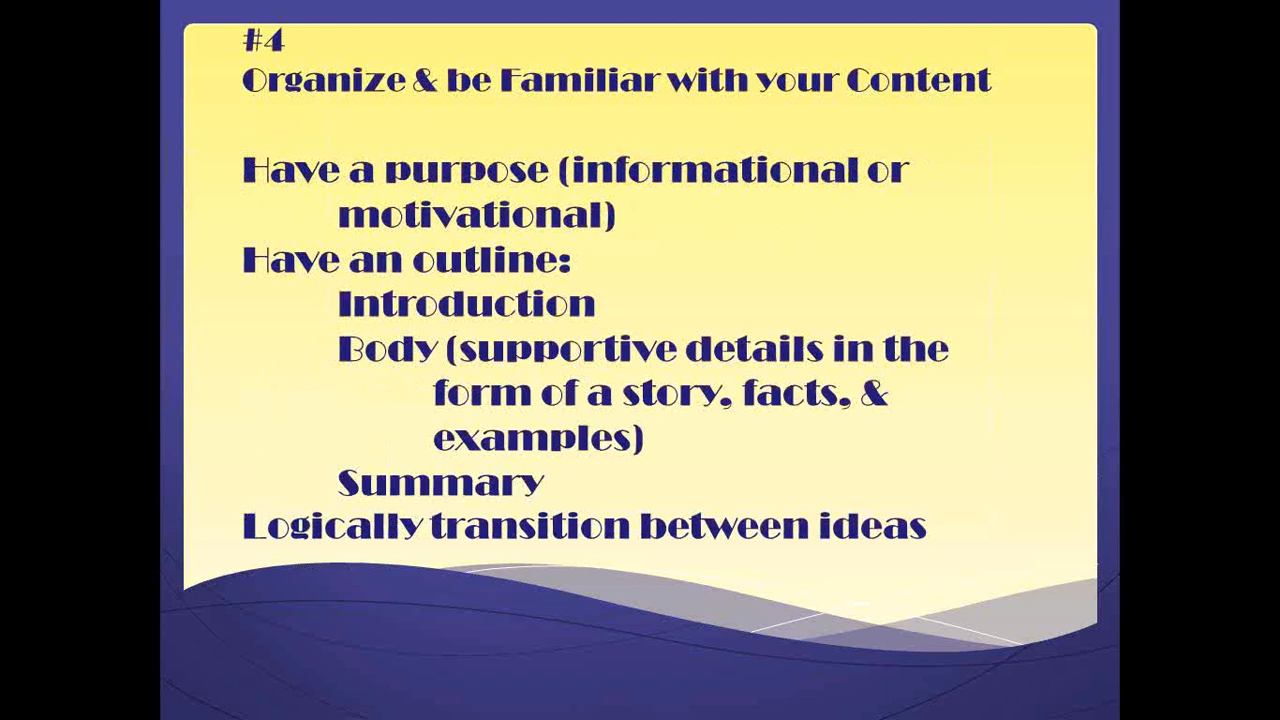 #4
Organize & be Familiar with your Content
Have a purpose (informational or
motivational)
Have an outline:
Introduction
Body (supportive details in the
form of a story, facts, &
examples)
Summary
Logically transition between ideas